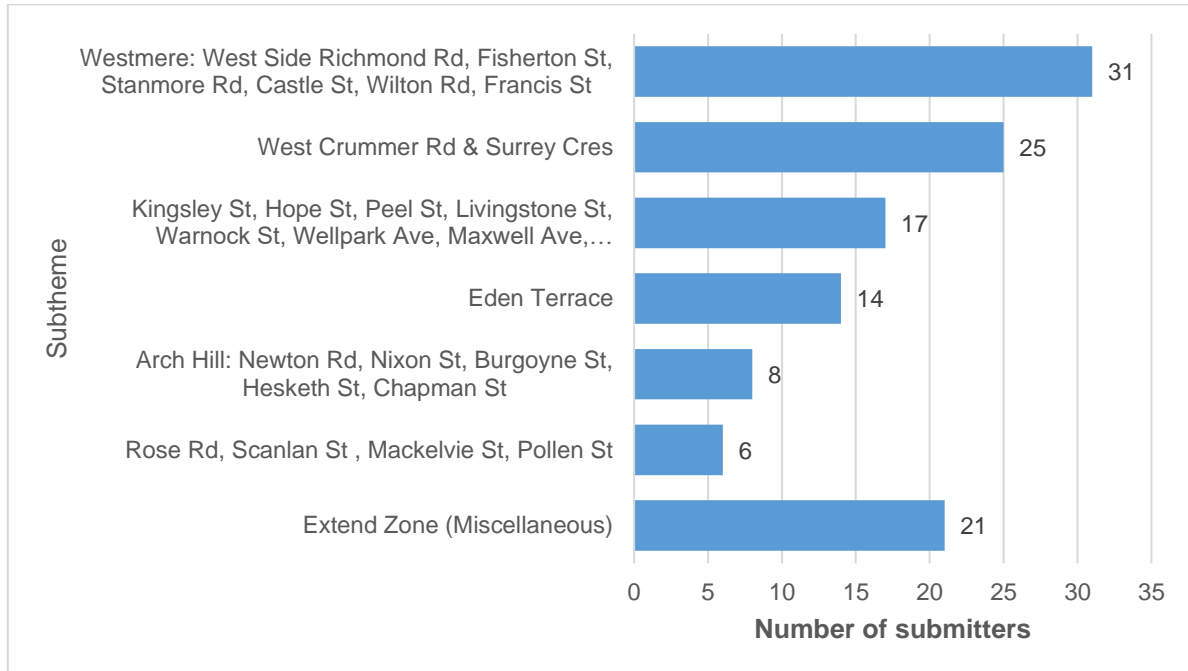 Westmere: West Side Richmond Rd, Fisherton St,
Stanmore Rd, Castle St, Wilton Rd, Francis St
31
West Crummer Rd & Surrey Cres
25
Kingsley St, Hope St, Peel St, Livingstone St,
Warnock St, Wellpark Ave, Maxwell Ave,…
17
Eden Terrace
14
Arch Hill: Newton Rd, Nixon St, Burgoyne St,
Hesketh St, Chapman St
8
Rose Rd, Scanlan St , Mackelvie St, Pollen St
6
Extend Zone (Miscellaneous)
21
Subtheme
0 5 10 15 20 25 30 35
Number of submitters